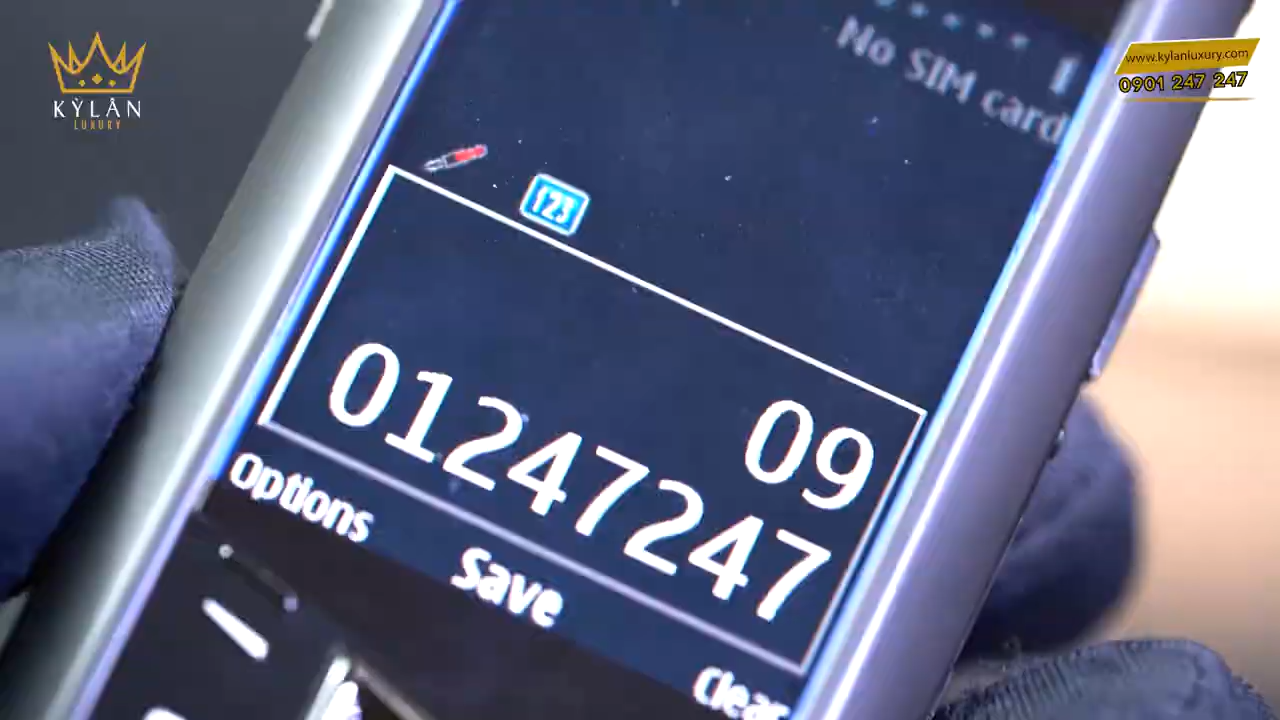 KỲLÂN
LUXURY
www.kylanluxury.com
0901 247 247
No SIM card
123
09
01247247
Options
Save
Clear